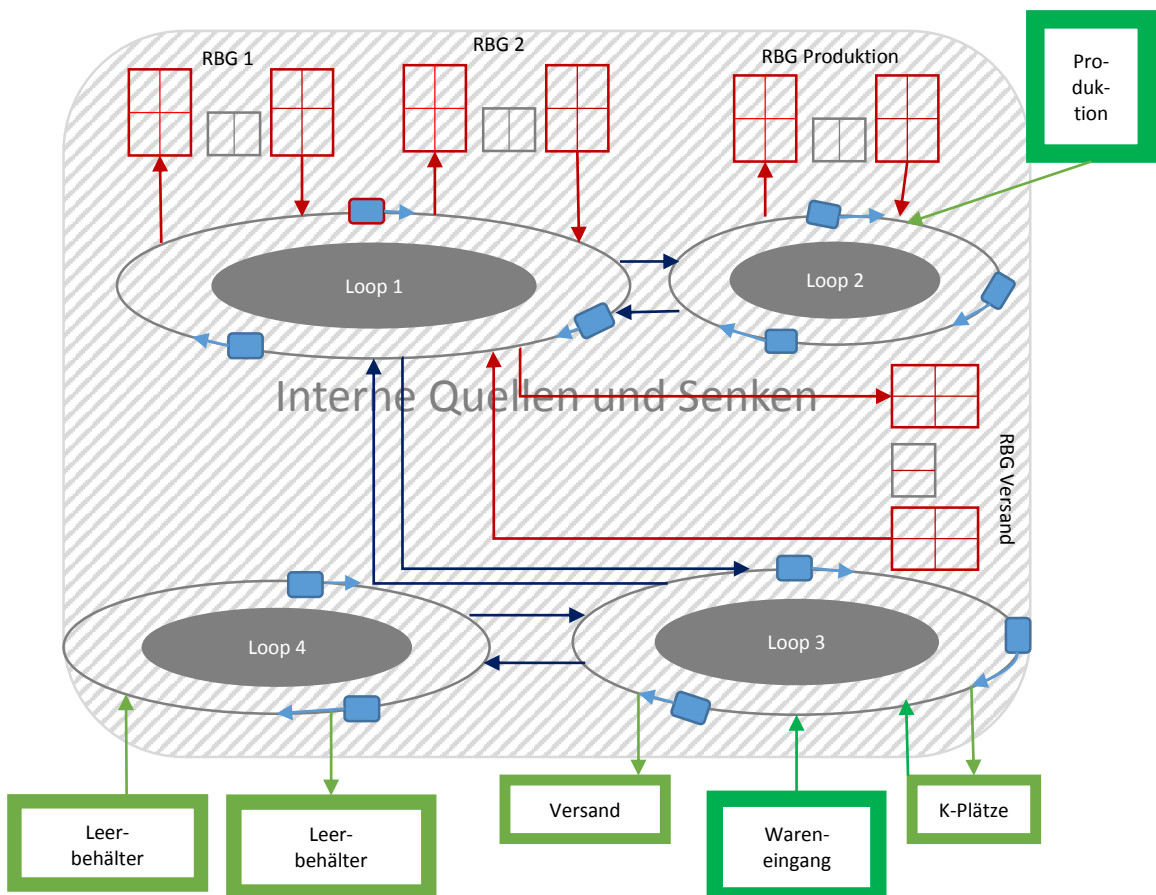 RBG 1
RBG 2
RBG Produktion
Pro-
duk-
tion
Loop 1
Loop 2
Interne Quellen und Senken
RBG Versand
Loop 4
Loop 3
Leer-
behälter
Leer-
behälter
Versand
Waren-
eingang
K-Plätze